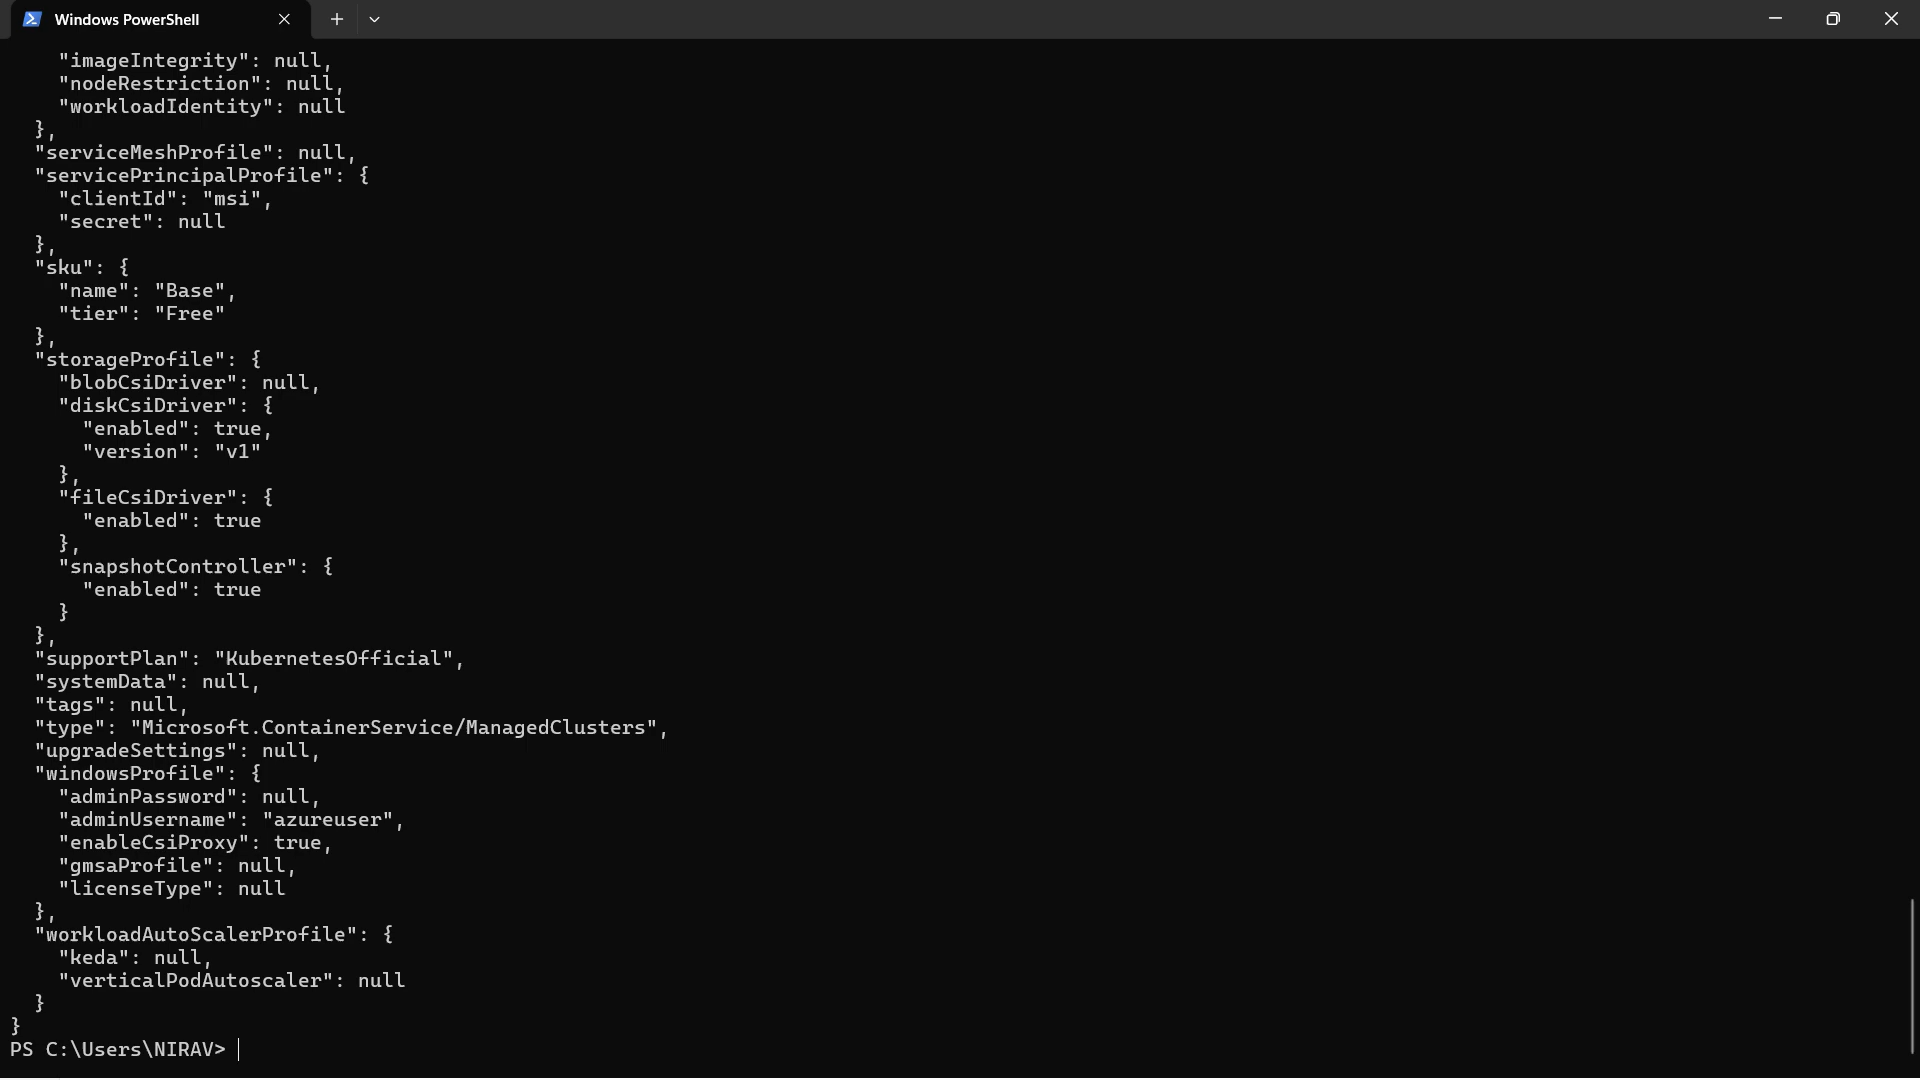 Windows PowerShell
    "imageIntegrity": null,
    "nodeRestriction": null,
    "workloadIdentity": null
  },
  "serviceMeshProfile": null,
  "servicePrincipalProfile": {
    "clientId": "msi",
    "secret": null
  },
  "sku": {
    "name": "Base",
    "tier": "Free"
  },
  "storageProfile": {
    "blobCsiDriver": null,
    "diskCsiDriver": {
      "enabled": true,
      "version": "v1"
    },
    "fileCsiDriver": {
      "enabled": true
    },
    "snapshotController": {
      "enabled": true
    }
  },
  "supportPlan": "KubernetesOfficial",
  "systemData": null,
  "tags": null,
  "type": "Microsoft.ContainerService/ManagedClusters",
  "upgradeSettings": null,
  "windowsProfile": {
    "adminPassword": null,
    "adminUsername": "azureuser",
    "enableCsiProxy": true,
    "gmsaProfile": null,
    "licenseType": null
  },
  "workloadAutoScalerProfile": {
    "keda": null,
    "verticalPodAutoscaler": null
  }
}
PS C:\Users\NIRAV>